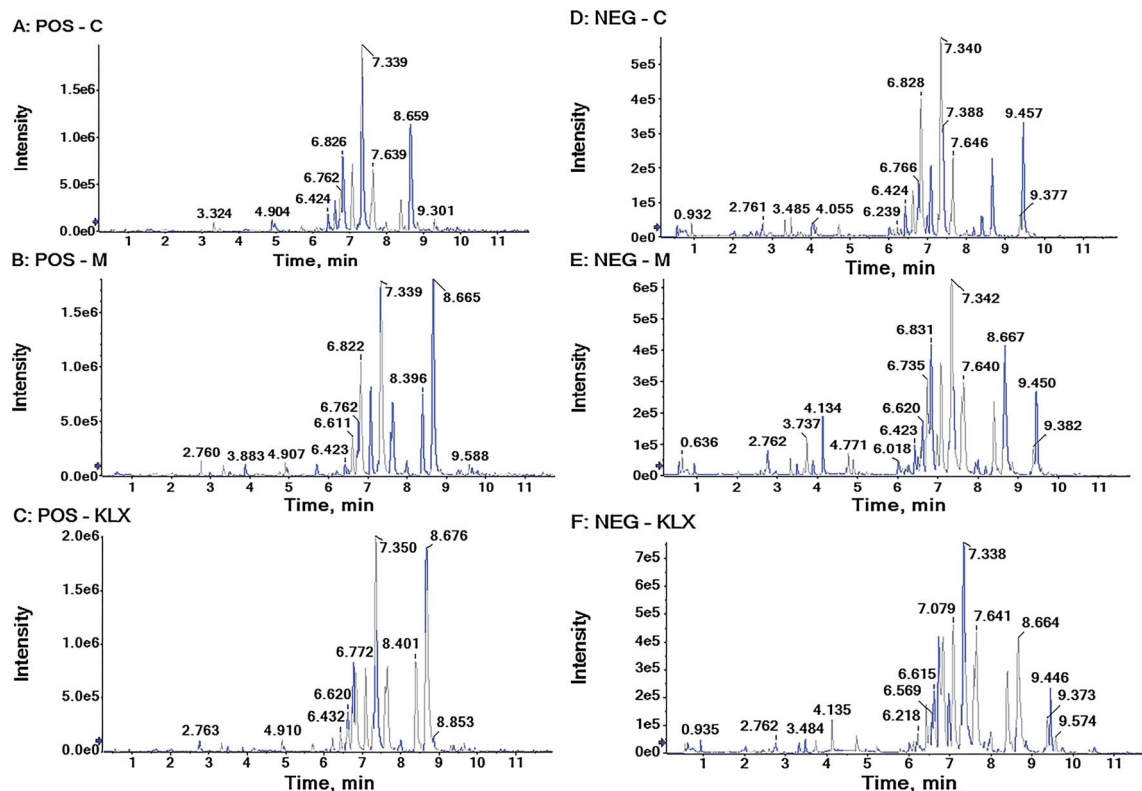 A: POS - C
Intensity
1.5e6
1.0e6
5.0e5
0.0e0
3.324
4.904
6.424
6.762
6.826
7.339
7.639
8.659
9.301
1 2 3 4 5 6 7 8 9 10 11
Time, min
B: POS - M
Intensity
1.5e6
1.0e6
5.0e5
0.0e0
2.760
3.883
4.907
6.423
6.611
6.762
6.822
7.339
8.396
8.665
9.588
1 2 3 4 5 6 7 8 9 10 11
Time, min
C: POS - KLX
Intensity
2.0e6
1.5e6
1.0e6
5.0e5
0.0e0
2.763
4.910
6.432
6.620
6.772
7.350
8.401
8.676
8.853
1 2 3 4 5 6 7 8 9 10 11
Time, min
D: NEG - C
Intensity
5e5
4e5
3e5
2e5
1e5
0e0
0.932
2.761
3.485
4.055
6.239
6.424
6.766
6.828
7.340
7.388
7.646
9.457
9.377
1 2 3 4 5 6 7 8 9 10 11
Time, min
E: NEG - M
Intensity
6e5
5e5
4e5
3e5
2e5
1e5
0e0
0.636
2.762
3.737
4.134
4.771
6.018
6.423
6.620
6.735
6.831
7.342
7.640
8.667
9.450
9.382
1 2 3 4 5 6 7 8 9 10 11
Time, min
F: NEG - KLX
Intensity
7e5
6e5
5e5
4e5
3e5
2e5
1e5
0e0
0.935
2.762
3.484
4.135
6.218
6.569
6.615
7.079
7.338
7.641
8.664
9.446
9.373
9.574
1 2 3 4 5 6 7 8 9 10 11
Time, min